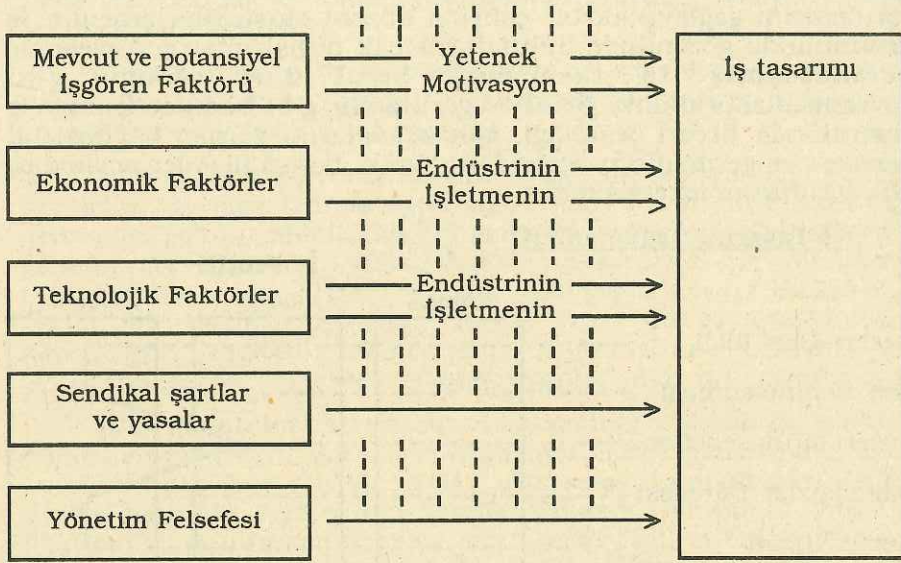 Mevcut ve potansiyel
İşgören Faktörü
Yetenek
Motivasyon
İş tasarımı
Ekonomik Faktörler
Endüstrinin
İşletmenin
Teknolojik Faktörler
Endüstrinin
İşletmenin
Sendikal şartlar
ve yasalar
Yönetim Felsefesi